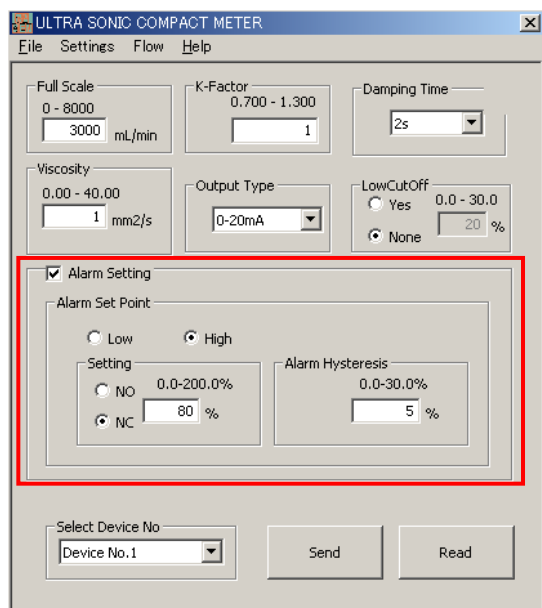 ULTRA SONIC COMPACT METER
File Settings Flow Help
Full Scale
0 - 8000
3000 mL/min
K-Factor
0.700 - 1.300
1
Damping Time
2s
Viscosity
0.00 - 40.00
1 mm2/s
Output Type
0-20mA
LowCutOff
Yes 0.0 - 30.0
20 %
None
Alarm Setting
Alarm Set Point
Low High
Setting
NO 0.0-200.0%
80 %
NC
Alarm Hysteresis
0.0-30.0%
5 %
Select Device No
Device No.1
Send
Read